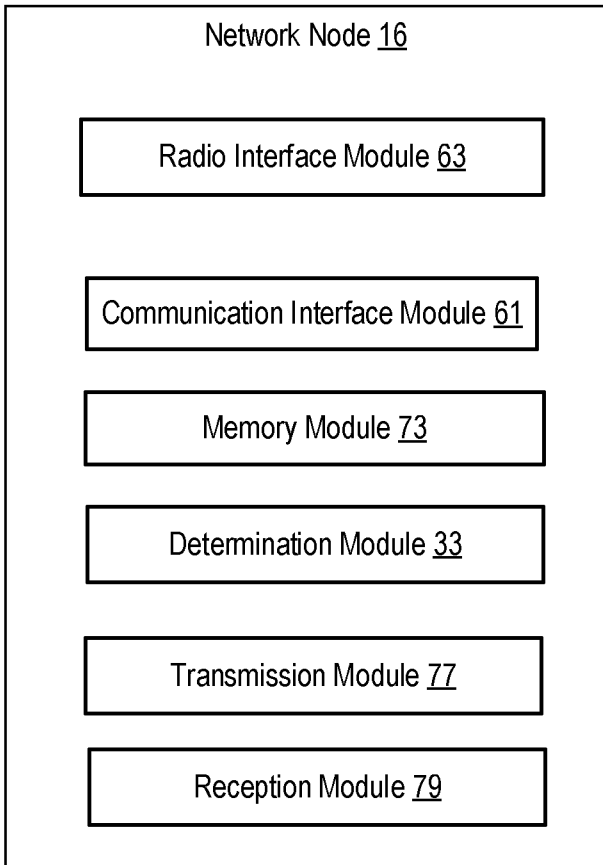 Network Node 16
Radio Interface Module 63
Communication Interface Module 61
Memory Module 73
Determination Module 33
Transmission Module 77
Reception Module 79